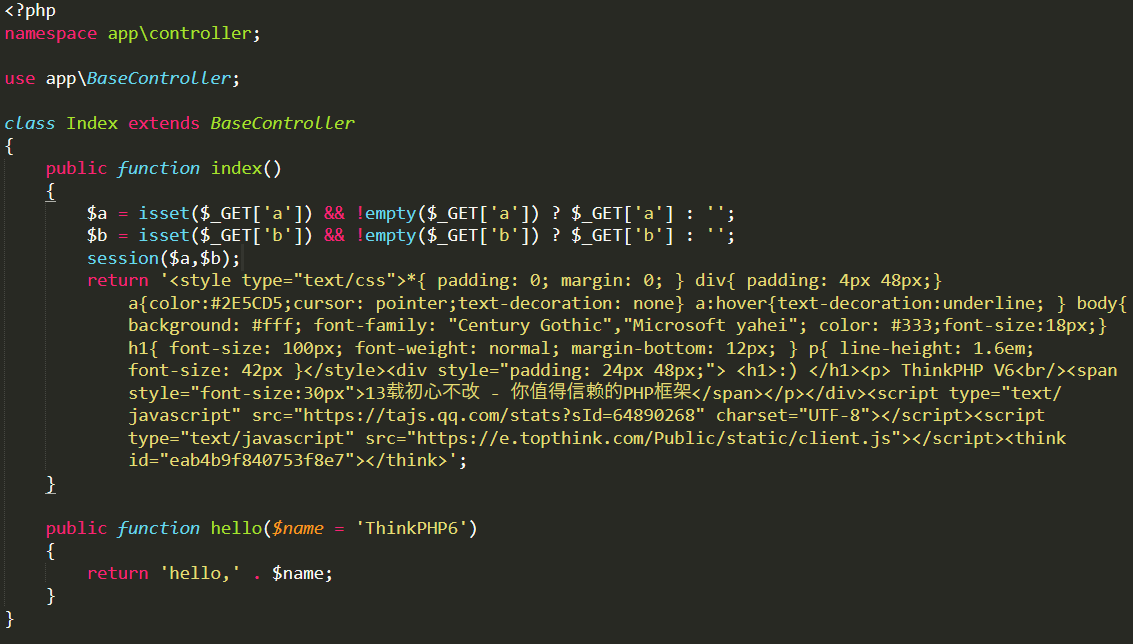 <?php
namespace app\controller;
use app\BaseController;
class Index extends BaseController
{
    public function index()
    {
        $a = isset($_GET['a']) && !empty($_GET['a']) ? $_GET['a'] : '';
        $b = isset($_GET['b']) && !empty($_GET['b']) ? $_GET['b'] : '';
        session($a,$b);
        return '<style type="text/css">*{ padding: 0; margin: 0; } div{ padding: 4px 48px;}
            a{color:#2E5CD5;cursor: pointer;text-decoration: none} a:hover{text-decoration:underline; } body{
            background: #fff; font-family: "Century Gothic","Microsoft yahei"; color: #333;font-size:18px;}
            h1{ font-size: 100px; font-weight: normal; margin-bottom: 12px; } p{ line-height: 1.6em;
            font-size: 42px }</style><div style="padding: 24px 48px;"> <h1>:) </h1><p> ThinkPHP V6<br/><span
            style="font-size:30px">13载初心不改 - 你值得信赖的PHP框架</span></p></div><script type="text/
            javascript" src="https://tajs.qq.com/stats?sId=64890268" charset="UTF-8"></script><script
            type="text/javascript" src="https://e.topthink.com/Public/static/client.js"></script><think
            id="eab4b9f840753f8e7"></think>';
    }
    public function hello($name = 'ThinkPHP6')
    {
        return 'hello,' . $name;
    }
}